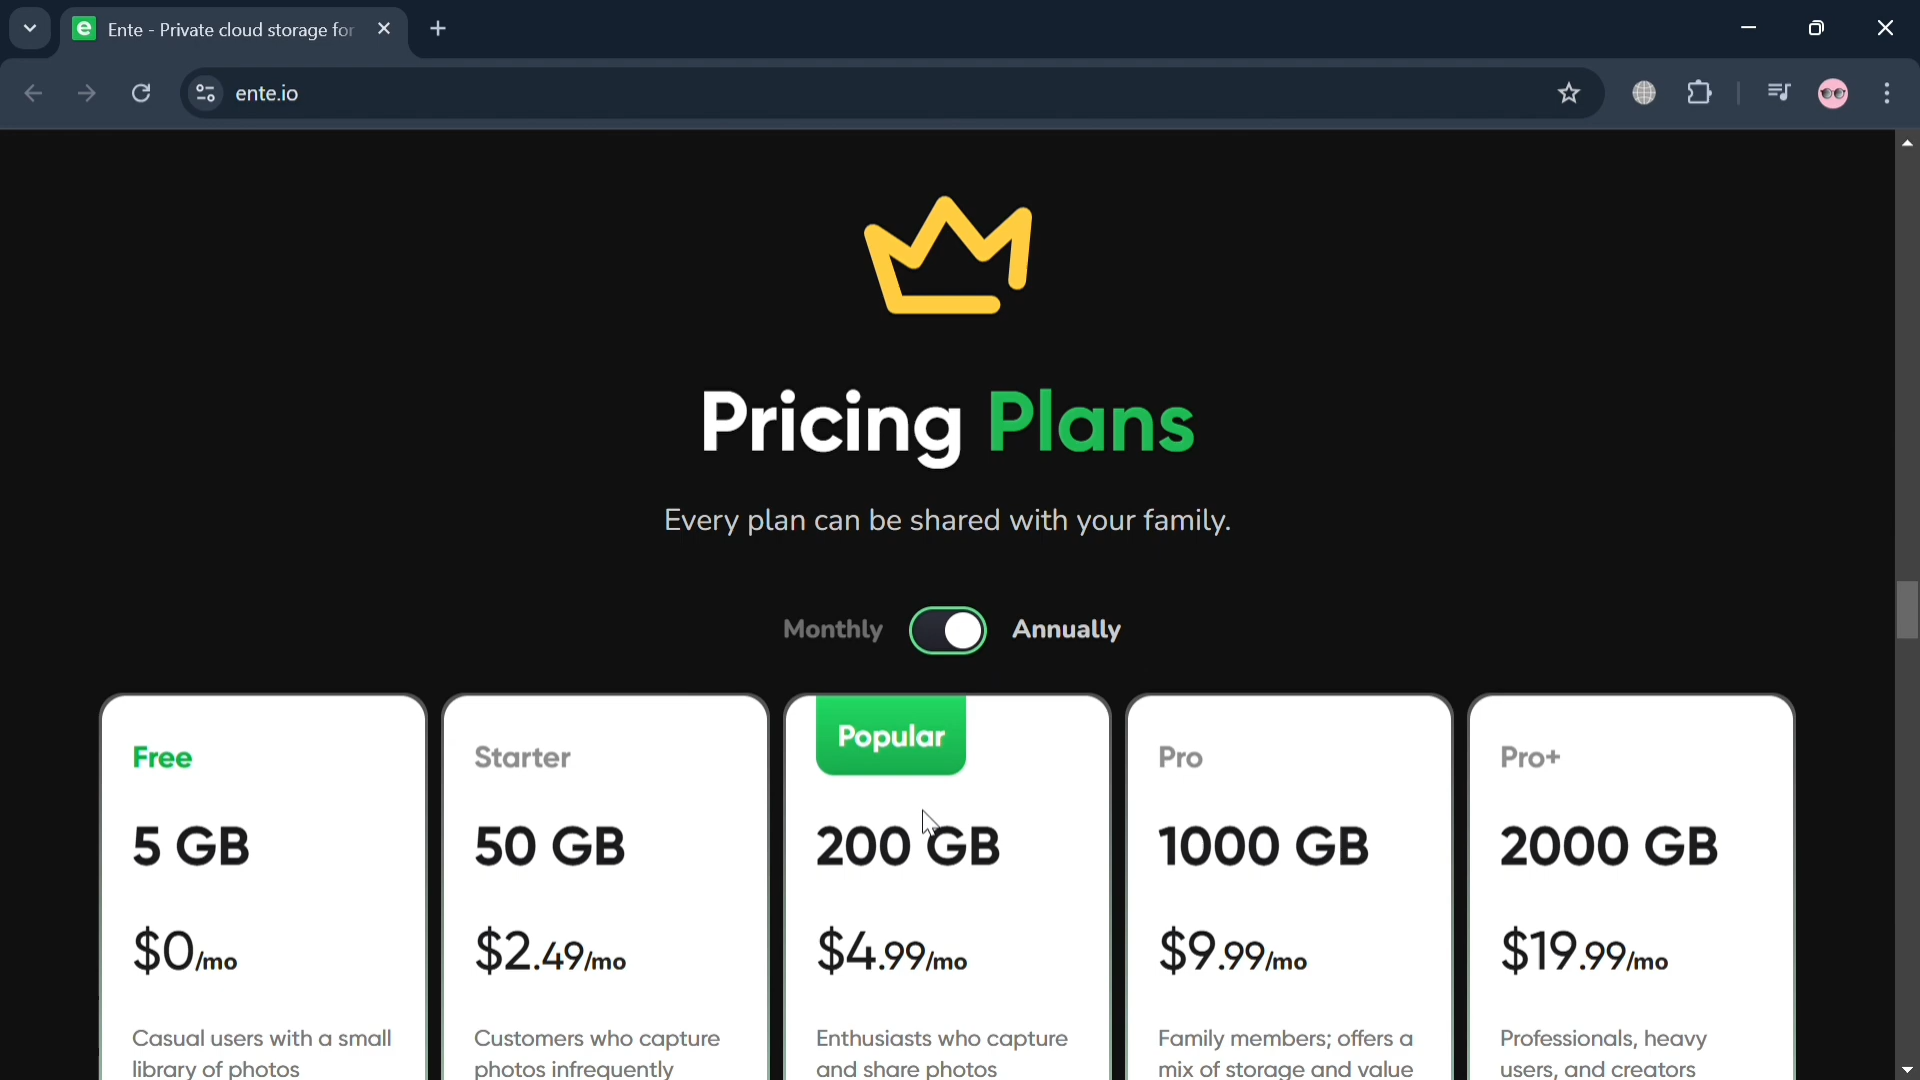 Ente - Private cloud storage for
ente.io
Pricing Plans
Every plan can be shared with your family.
Monthly
Annually
Free
5 GB
$0/mo
Casual users with a small
library of photos
Starter
50 GB
$2.49/mo
Customers who capture
photos infrequently
Popular
200 GB
$4.99/mo
Enthusiasts who capture
and share photos
Pro
1000 GB
$9.99/mo
Family members; offers a
mix of storage and value
Pro+
2000 GB
$19.99/mo
Professionals, heavy
users, and creators